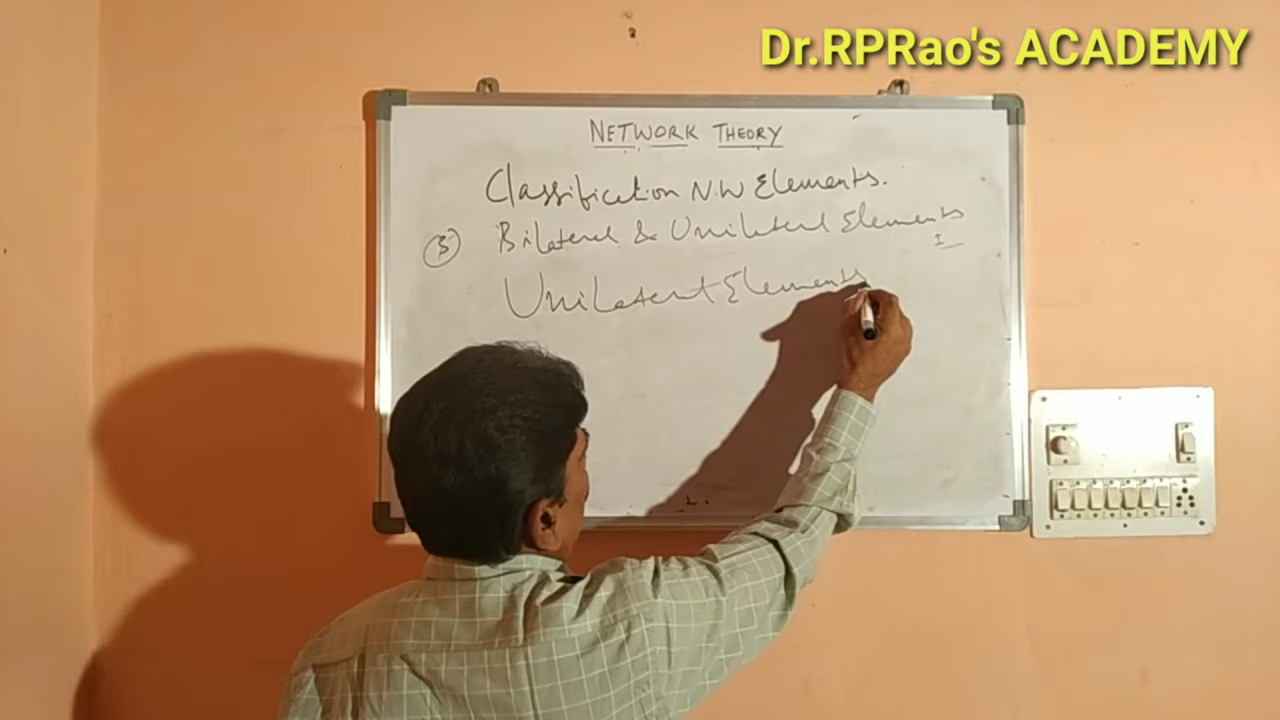 Dr.RPRao's ACADEMY
NETWORK THEORY
Classification N.W Elements.
③ Bilateral & Unilateral Elements
I
Unilateral Elements